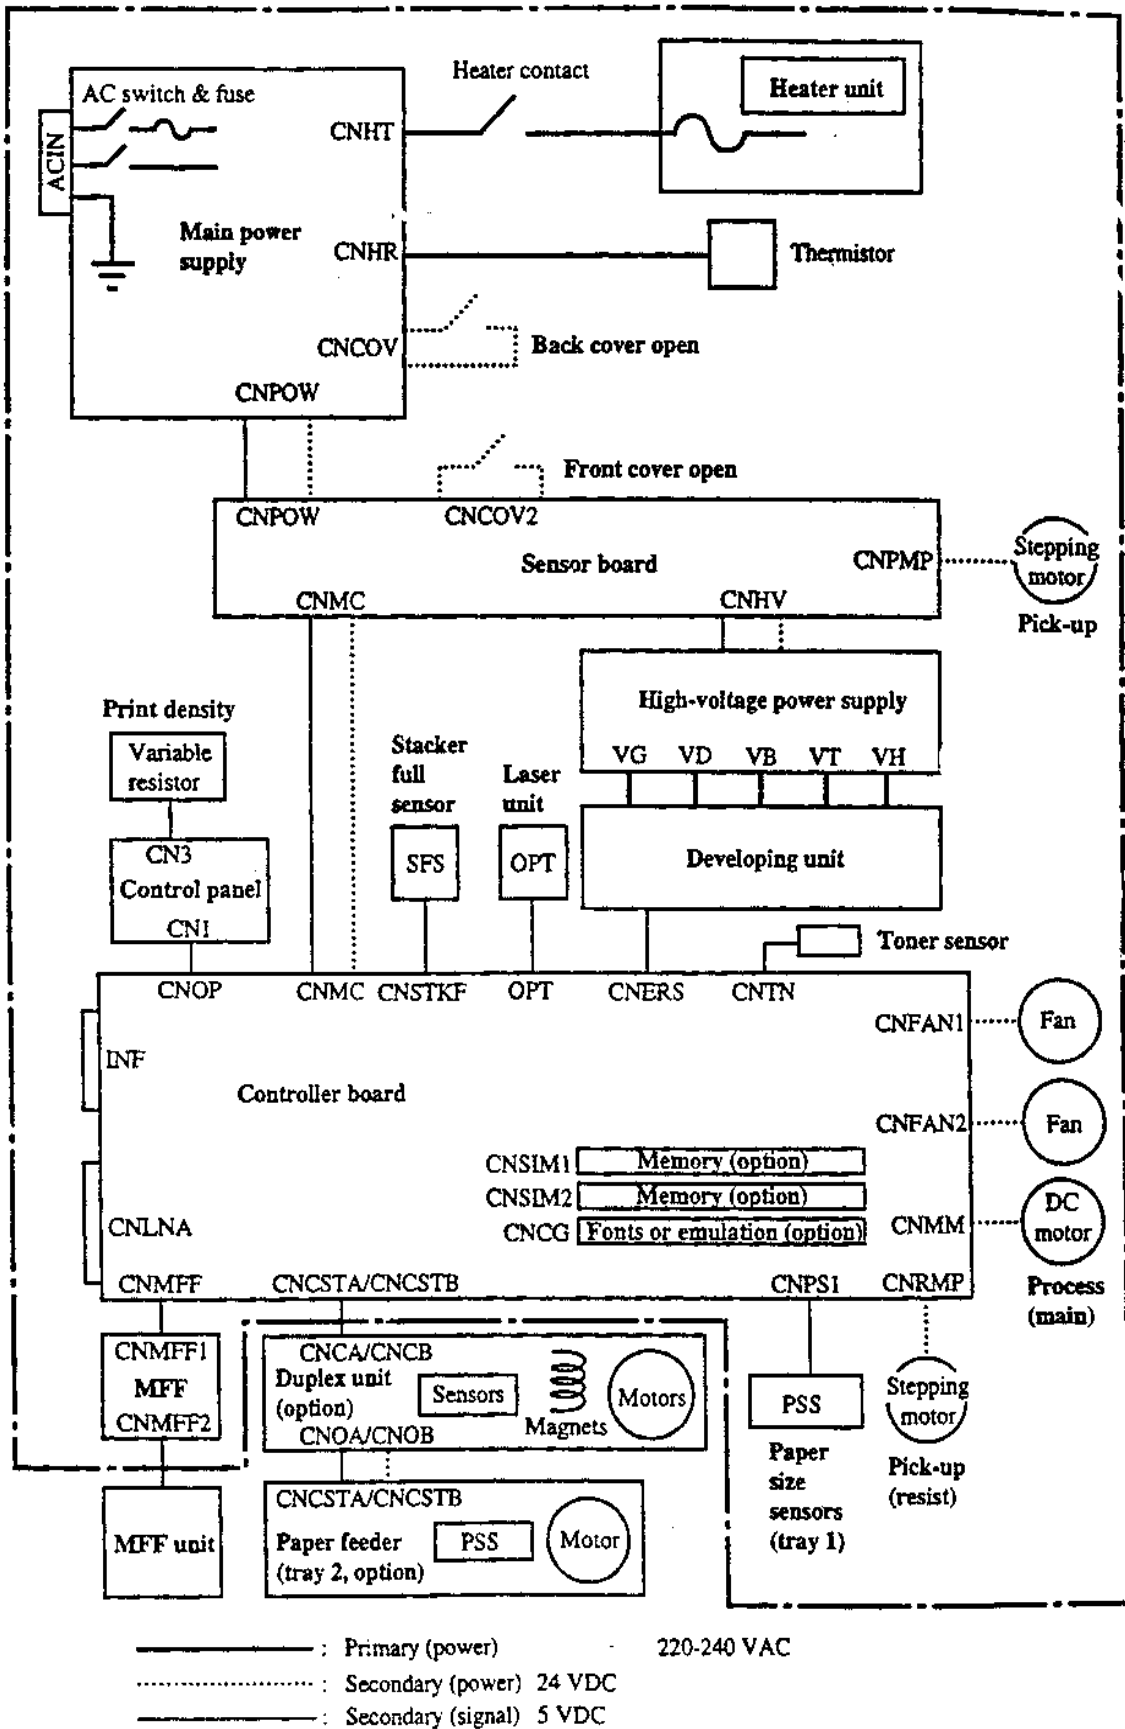 AC switch & fuse
ACIN
CNHT
Heater contact
Heater unit
Main power
supply
CNHR
Thermistor
CNCOV
Back cover open
CNPOW
Front cover open
CNPOW
CNCOV2
Sensor board
CNPMP
Stepping
motor
Pick-up
CNMC
CNHV
High-voltage power supply
VG VD VB VT VH
Print density
Variable
resistor
Stacker
full
sensor
SFS
Laser
unit
OPT
Developing unit
CN3
Control panel
CN1
Toner sensor
CNOP CNMC CNSTKF OPT CNERS CNTN
CNFAN1
Fan
INF
Controller board
CNFAN2
Fan
CNSIM1 Memory (option)
CNSIM2 Memory (option)
CNCG Fonts or emulation (option)
CNLNA
CNMM
DC
motor
Process
(main)
CNMFF CNCSTA/CNCSTB CNPS1 CNRMP
CNMFF1
MFF
CNMFF2
CNCA/CNCB
Duplex unit
(option)
Sensors
Magnets
Motors
CNOA/CNOB
PSS
Paper
size
sensors
(tray 1)
Stepping
motor
Pick-up
(resist)
MFF unit
CNCSTA/CNCSTB
Paper feeder
(tray 2, option)
PSS
Motor
: Primary (power) - 220-240 VAC
: Secondary (power) 24 VDC
: Secondary (signal) 5 VDC